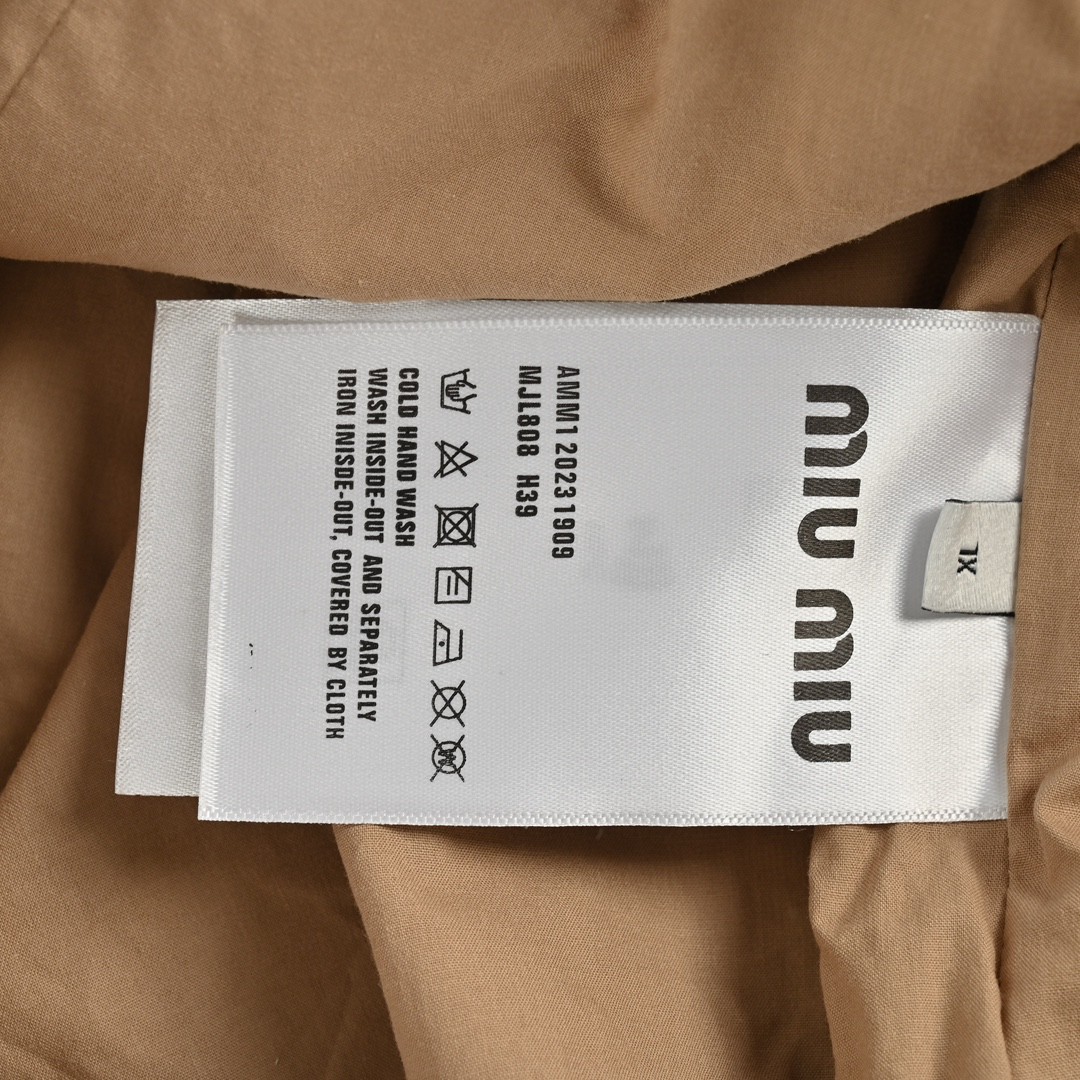 miu miu
XL
AMM1 20231909
MJL808 H39
COLD HAND WASH
WASH INSIDE-OUT AND SEPARATELY
IRON INISDE-OUT, COVERED BY CLOTH